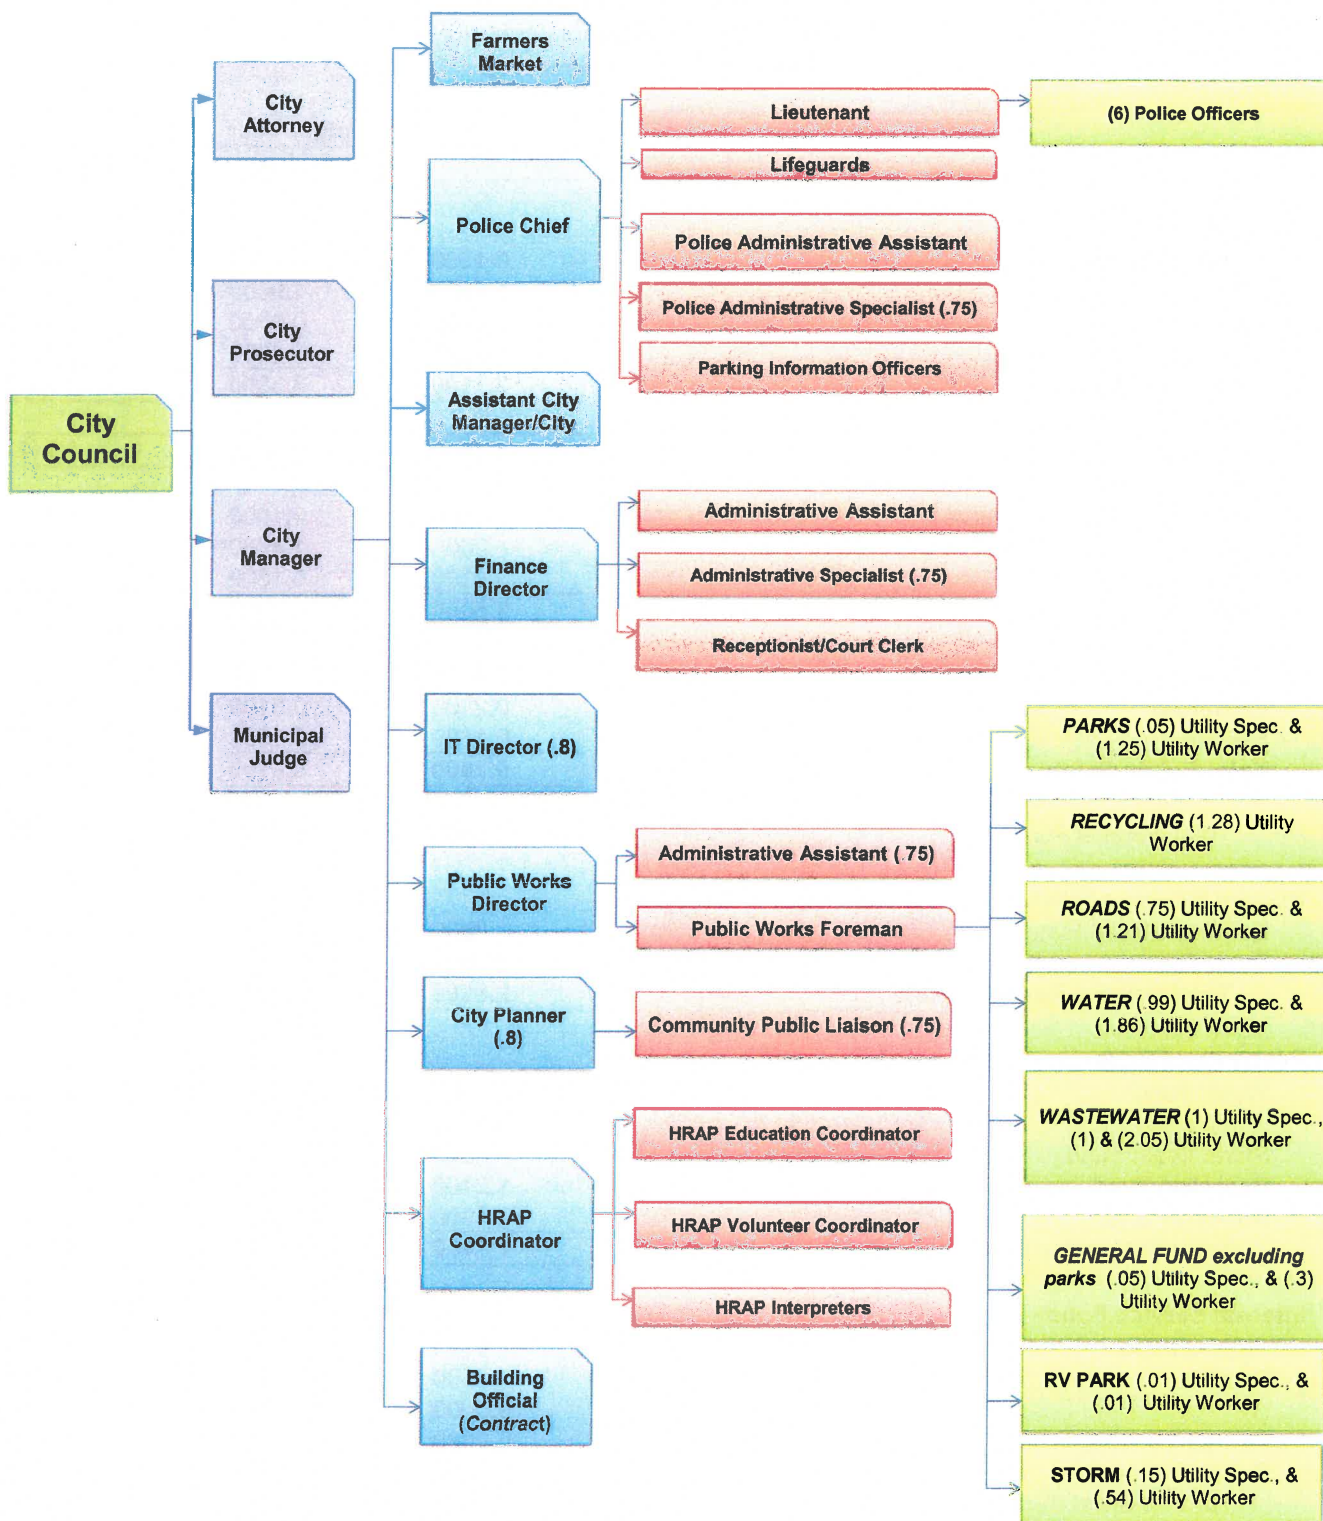 City
Council
City
Attorney
City
Prosecutor
City
Manager
Municipal
Judge
Farmers
Market
Police Chief
Assistant City
Manager/City
Finance
Director
IT Director (.8)
Public Works
Director
City Planner
(.8)
HRAP
Coordinator
Building
Official
(Contract)
Lieutenant
Lifeguards
Police Administrative Assistant
Police Administrative Specialist (.75)
Parking Information Officers
Administrative Assistant
Administrative Specialist (.75)
Receptionist/Court Clerk
Administrative Assistant (.75)
Public Works Foreman
Community Public Liaison (.75)
HRAP Education Coordinator
HRAP Volunteer Coordinator
HRAP Interpreters
(6) Police Officers
PARKS (.05) Utility Spec. &
(1.25) Utility Worker
RECYCLING (1.28) Utility
Worker
ROADS (.75) Utility Spec. &
(1.21) Utility Worker
WATER (.99) Utility Spec. &
(1.86) Utility Worker
WASTEWATER (1) Utility Spec.,
(1) & (2.05) Utility Worker
GENERAL FUND excluding
parks (.05) Utility Spec., & (.3)
Utility Worker
RV PARK (.01) Utility Spec., &
(.01) Utility Worker
STORM (.15) Utility Spec., &
(.54) Utility Worker